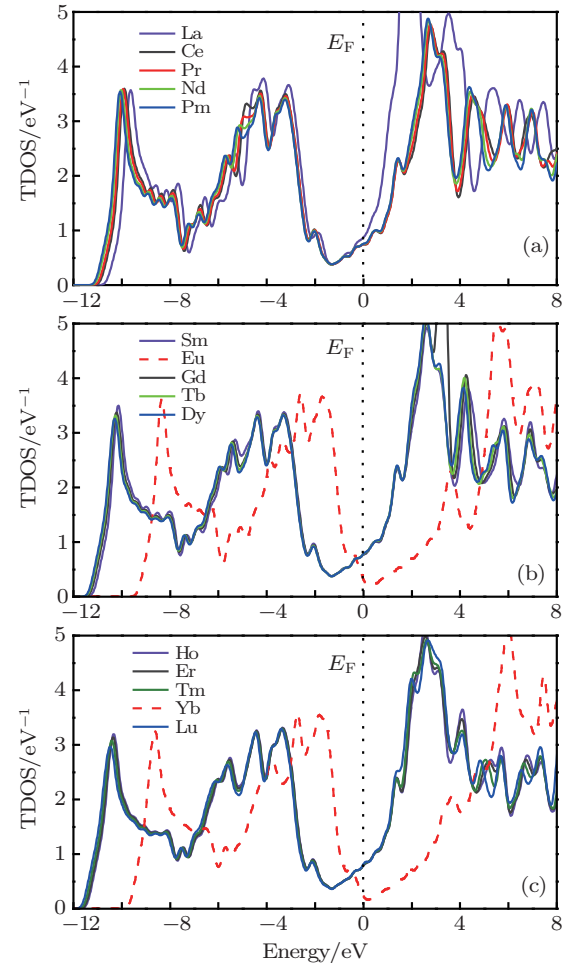 5
4
3
2
1
0
TDOS/eV−1
La
Ce
Pr
Nd
Pm
EF
(a)
−12 −8 −4 0 4 8
5
4
3
2
1
0
TDOS/eV−1
Sm
Eu
Gd
Tb
Dy
EF
(b)
−12 −8 −4 0 4 8
5
4
3
2
1
0
TDOS/eV−1
Ho
Er
Tm
Yb
Lu
EF
(c)
−12 −8 −4 0 4 8
Energy/eV